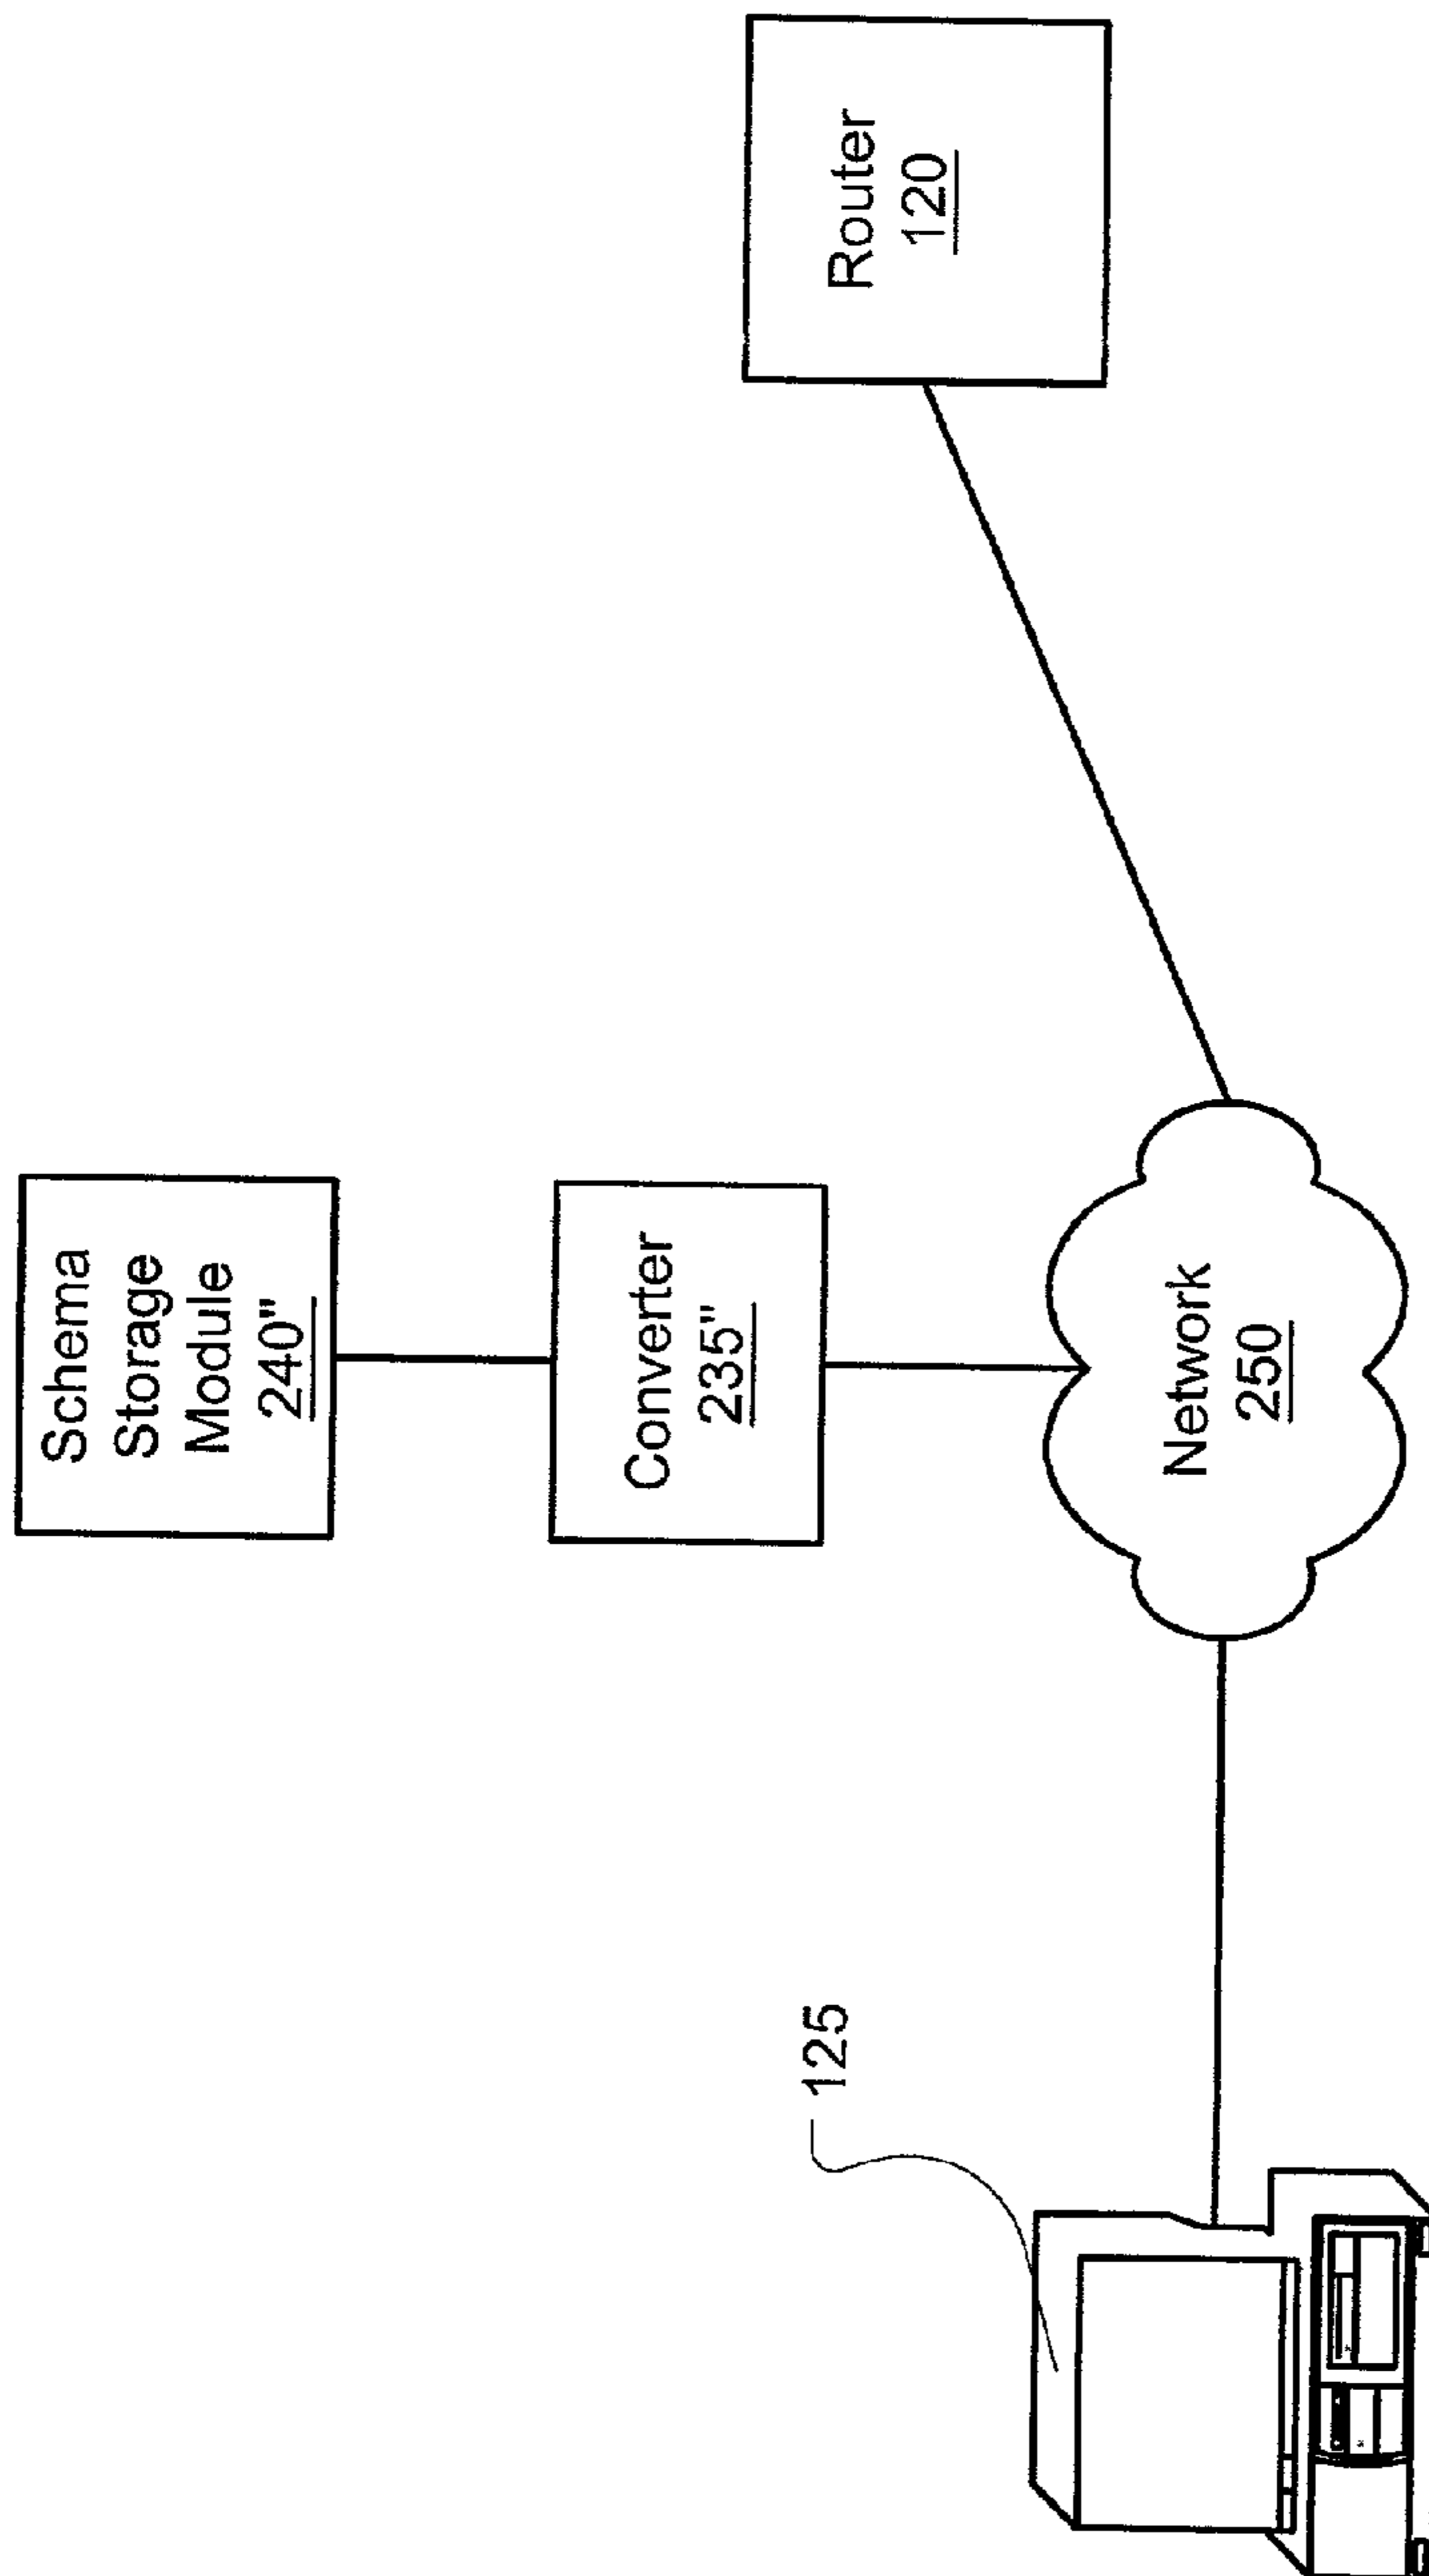 Schema
Storage
Module
240"
Converter
235"
Router
120
Network
250
125